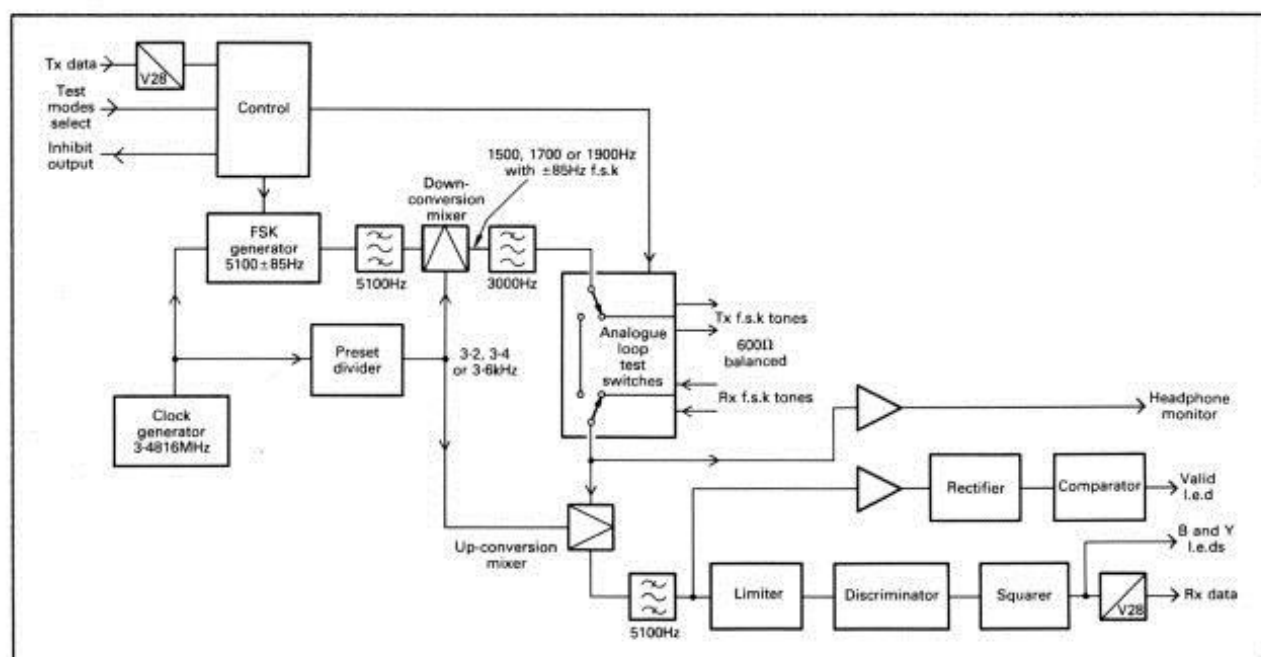 Tx data
V28
Test
modes
select
Inhibit
output
Control
1500, 1700 or 1900Hz
with ±85Hz f.s.k
Down-
conversion
mixer
FSK
generator
5100±85Hz
5100Hz
3000Hz
Preset
divider
3-2, 3-4
or 3-6kHz
Clock
generator
3-4816MHz
Analogue
loop
test
switches
Tx f.s.k tones
600Ω
balanced
Rx f.s.k tones
Headphone
monitor
Rectifier
Comparator
Valid
l.e.d
B and Y
l.e.ds
Up-conversion
mixer
5100Hz
Limiter
Discriminator
Squarer
V28
Rx data